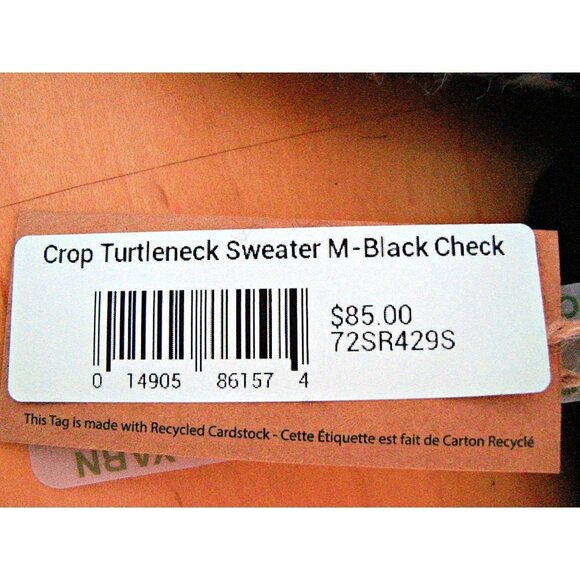 Crop Turtleneck Sweater M-Black Check
$85.00
72SR429S
0 14905 86157 4
This Tag is made with Recycled Cardstock - Cette Étiquette est fait de Carton Recyclé
YARN